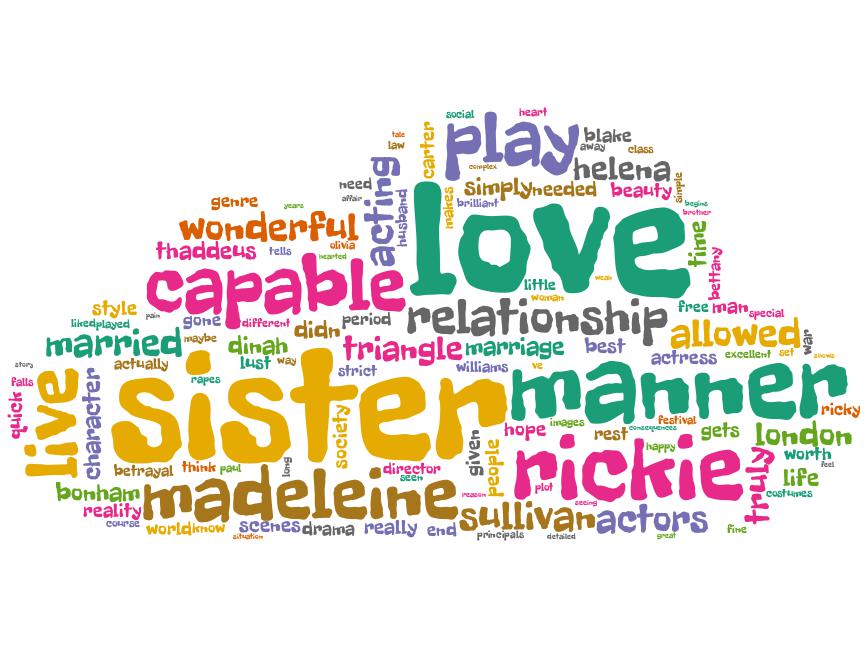 social
heart
tale
law
carter
play
blake
away
class
complex
helena
need
affair
acting
husband
makes
simply
needed
beauty
simple
genre
years
brilliant
begins
brother
wonderful
olivia
love
time
thaddeus
tells
hearted
bettany
capable
little
weak
woman
free
man
special
style
pain
relationship
liked
played
gone
different
didn
period
allowed
war
married
maybe
dinah
triangle
marriage
best
actress
excellent
set
shows
actually
lust
way
story
strict
williams
ve
falls
quick
live
character
rapes
sister
manner
society
ricky
images
festival
hope
rest
consequences
gets
london
given
people
happy
worth
feel
betrayal
think
paul
long
director
seen
rickie
truly
life
bonham
madeleine
reason
plot
costumes
reality
seeing
sullivan
actors
course
world
know
scenes
drama
really
end
situation
principals
detailed
great
fine